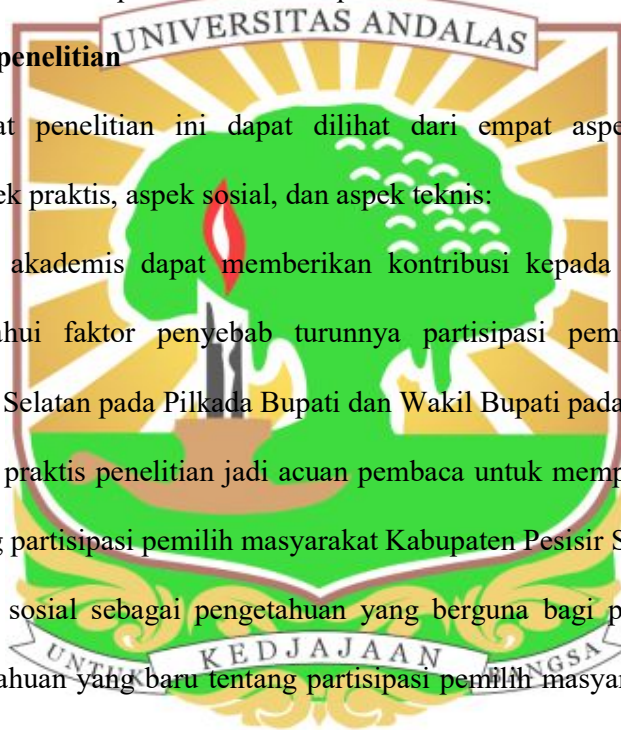 UNIVERSITAS ANDALAS
penelitian
at penelitian ini dapat dilihat dari empat aspe
ek praktis, aspek sosial, dan aspek teknis:
akademis dapat memberikan kontribusi kepada
ahui faktor penyebab turunnya partisipasi pem
Selatan pada Pilkada Bupati dan Wakil Bupati pada
praktis penelitian jadi acuan pembaca untuk memp
g partisipasi pemilih masyarakat Kabupaten Pesisir S
sosial sebagai pengetahuan yang berguna bagi p
UNTUK KEDJAJAAN BANGSA
ahuan yang baru tentang partisipasi pemilih masyar